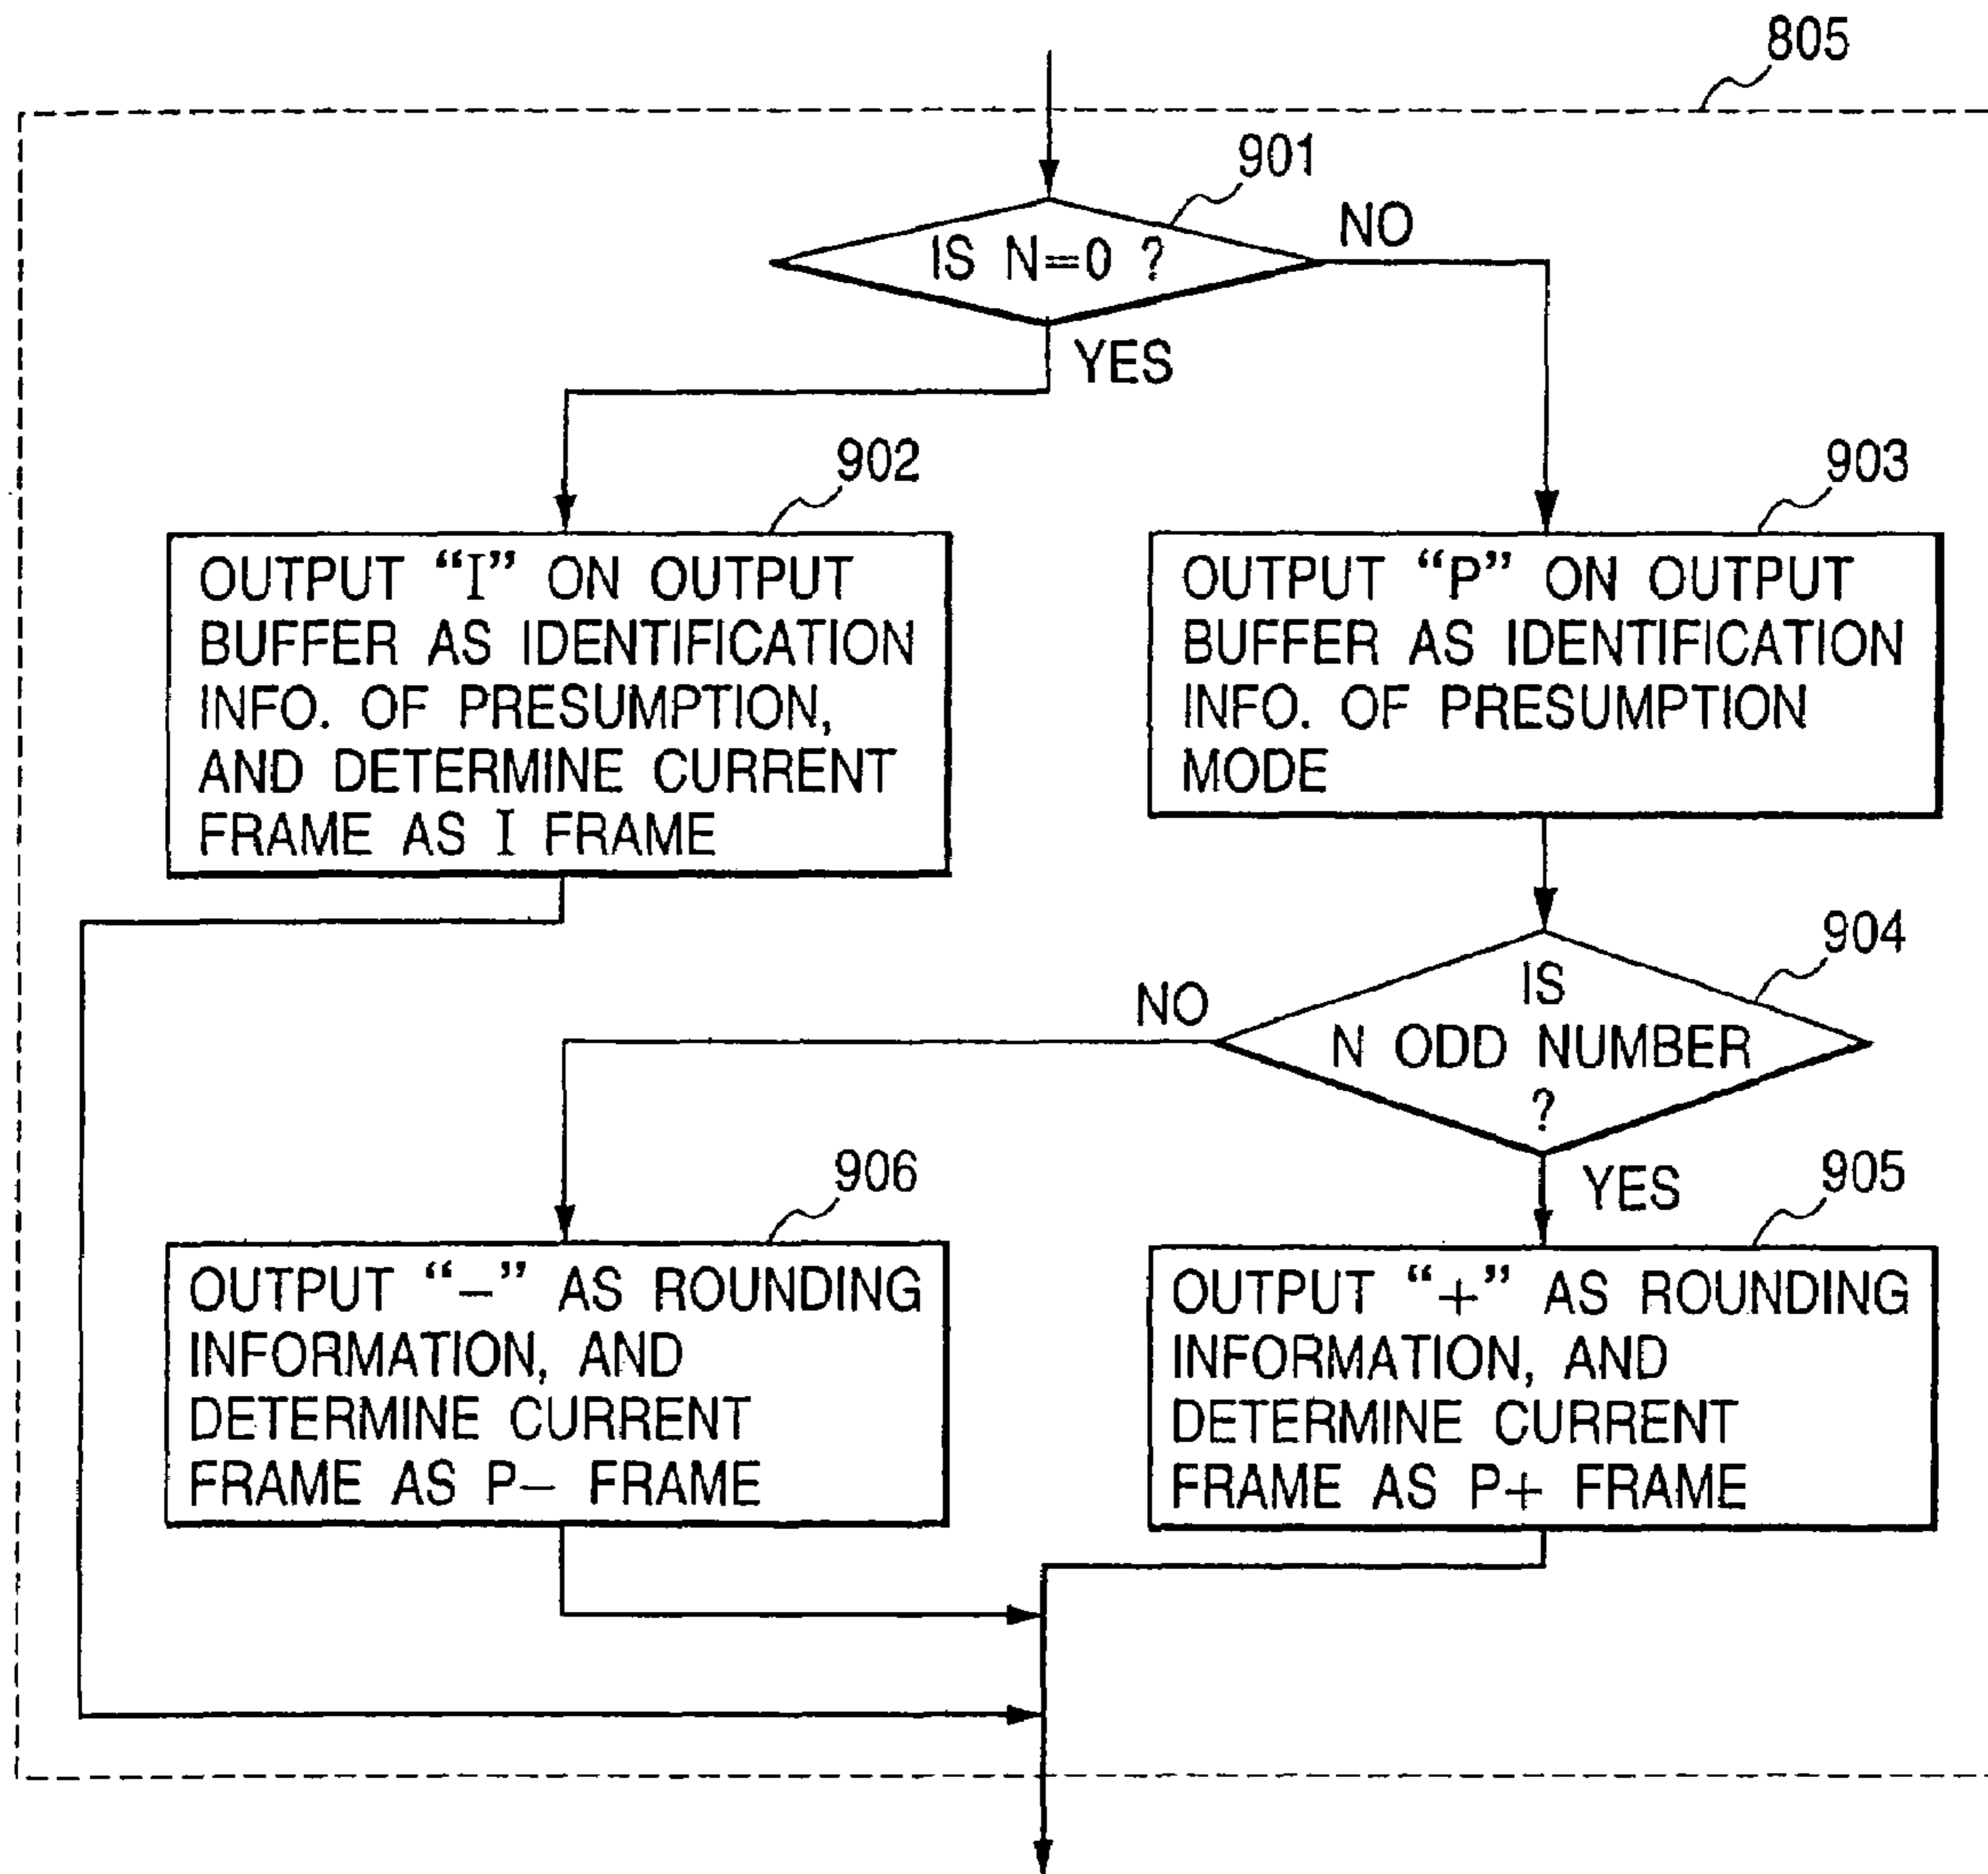 805
901
IS N=0 ?
NO
YES
902
903
OUTPUT “I” ON OUTPUT
BUFFER AS IDENTIFICATION
INFO. OF PRESUMPTION,
AND DETERMINE CURRENT
FRAME AS I FRAME
OUTPUT “P” ON OUTPUT
BUFFER AS IDENTIFICATION
INFO. OF PRESUMPTION
MODE
904
IS
N ODD NUMBER
?
NO
YES
906
905
OUTPUT “–” AS ROUNDING
INFORMATION, AND
DETERMINE CURRENT
FRAME AS P– FRAME
OUTPUT “+” AS ROUNDING
INFORMATION, AND
DETERMINE CURRENT
FRAME AS P+ FRAME